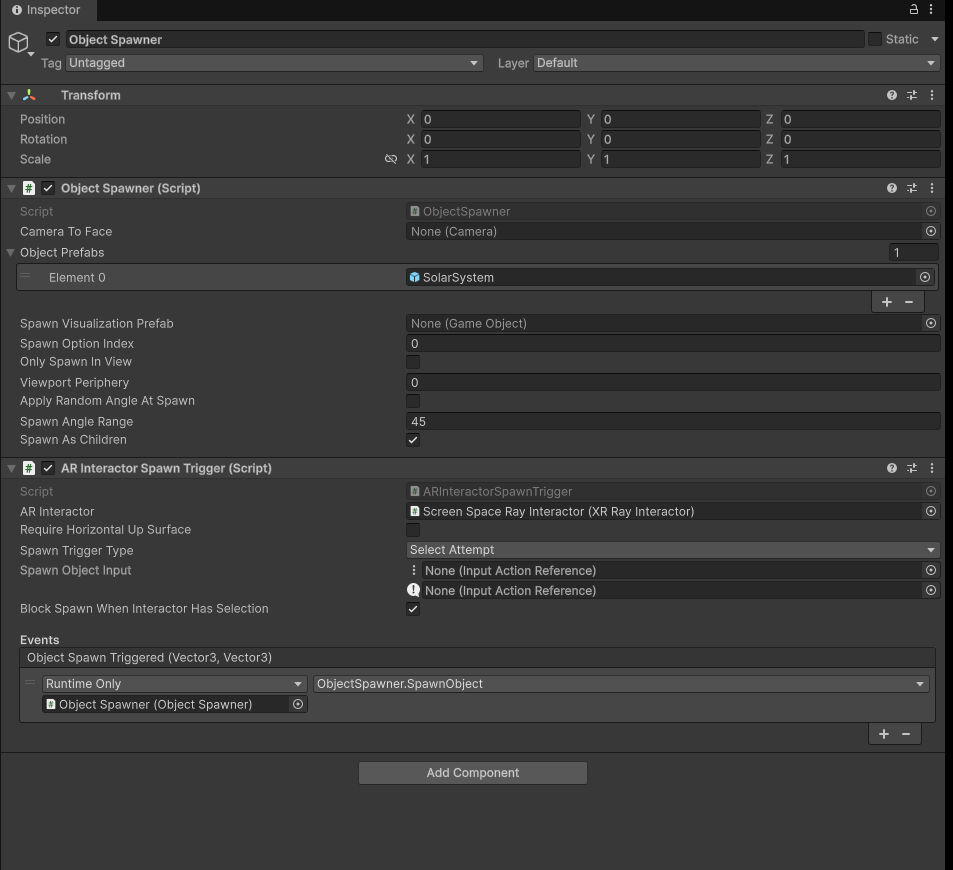 Inspector
Object Spawner Static
Tag Untagged Layer Default
Transform
Position X 0 Y 0 Z 0
Rotation X 0 Y 0 Z 0
Scale X 1 Y 1 Z 1
# Object Spawner (Script)
Script # ObjectSpawner
Camera To Face None (Camera)
Object Prefabs 1
Element 0 SolarSystem
+ −
Spawn Visualization Prefab None (Game Object)
Spawn Option Index 0
Only Spawn In View
Viewport Periphery 0
Apply Random Angle At Spawn
Spawn Angle Range 45
Spawn As Children
# AR Interactor Spawn Trigger (Script)
Script # ARInteractorSpawnTrigger
AR Interactor # Screen Space Ray Interactor (XR Ray Interactor)
Require Horizontal Up Surface
Spawn Trigger Type Select Attempt
Spawn Object Input None (Input Action Reference)
None (Input Action Reference)
Block Spawn When Interactor Has Selection
Events
Object Spawn Triggered (Vector3, Vector3)
Runtime Only ObjectSpawner.SpawnObject
# Object Spawner (Object Spawner)
+ −
Add Component